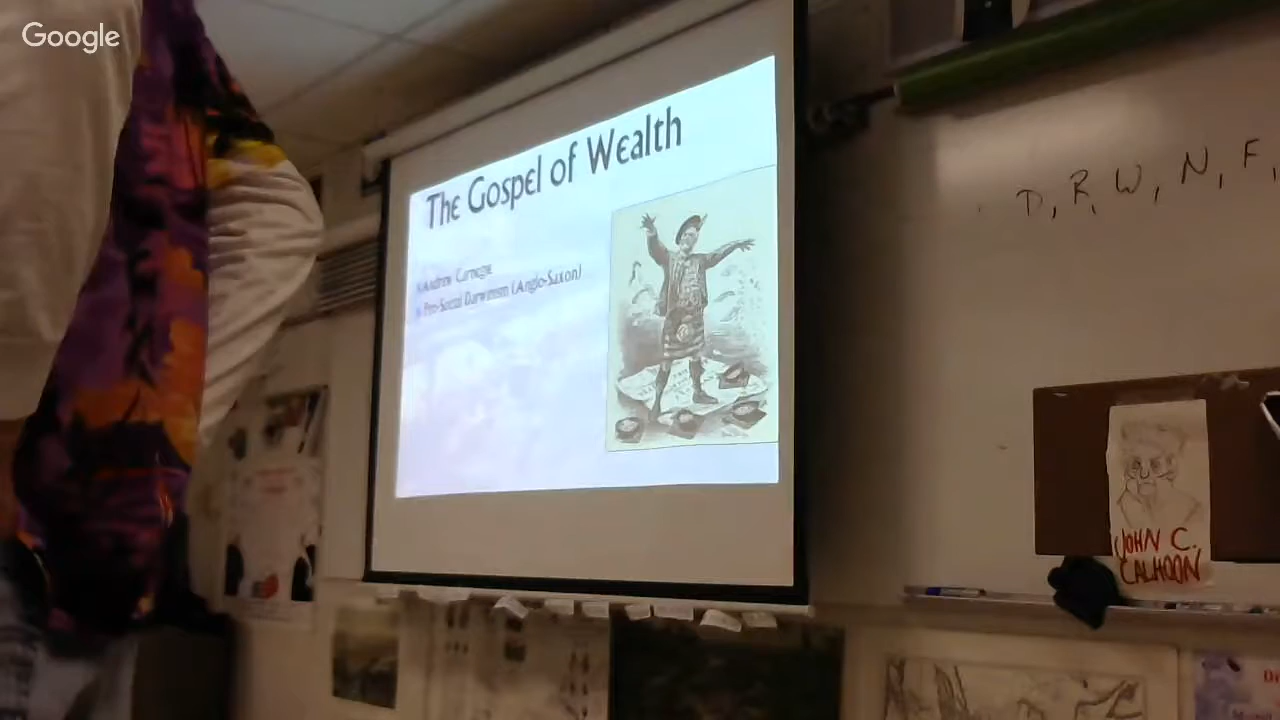 Google
The Gospel of Wealth
Andrew Carnegie
Pro-Social Darwinism (Anglo-Saxon)
D, R, W, N, F,
JOHN C.
CALHOON